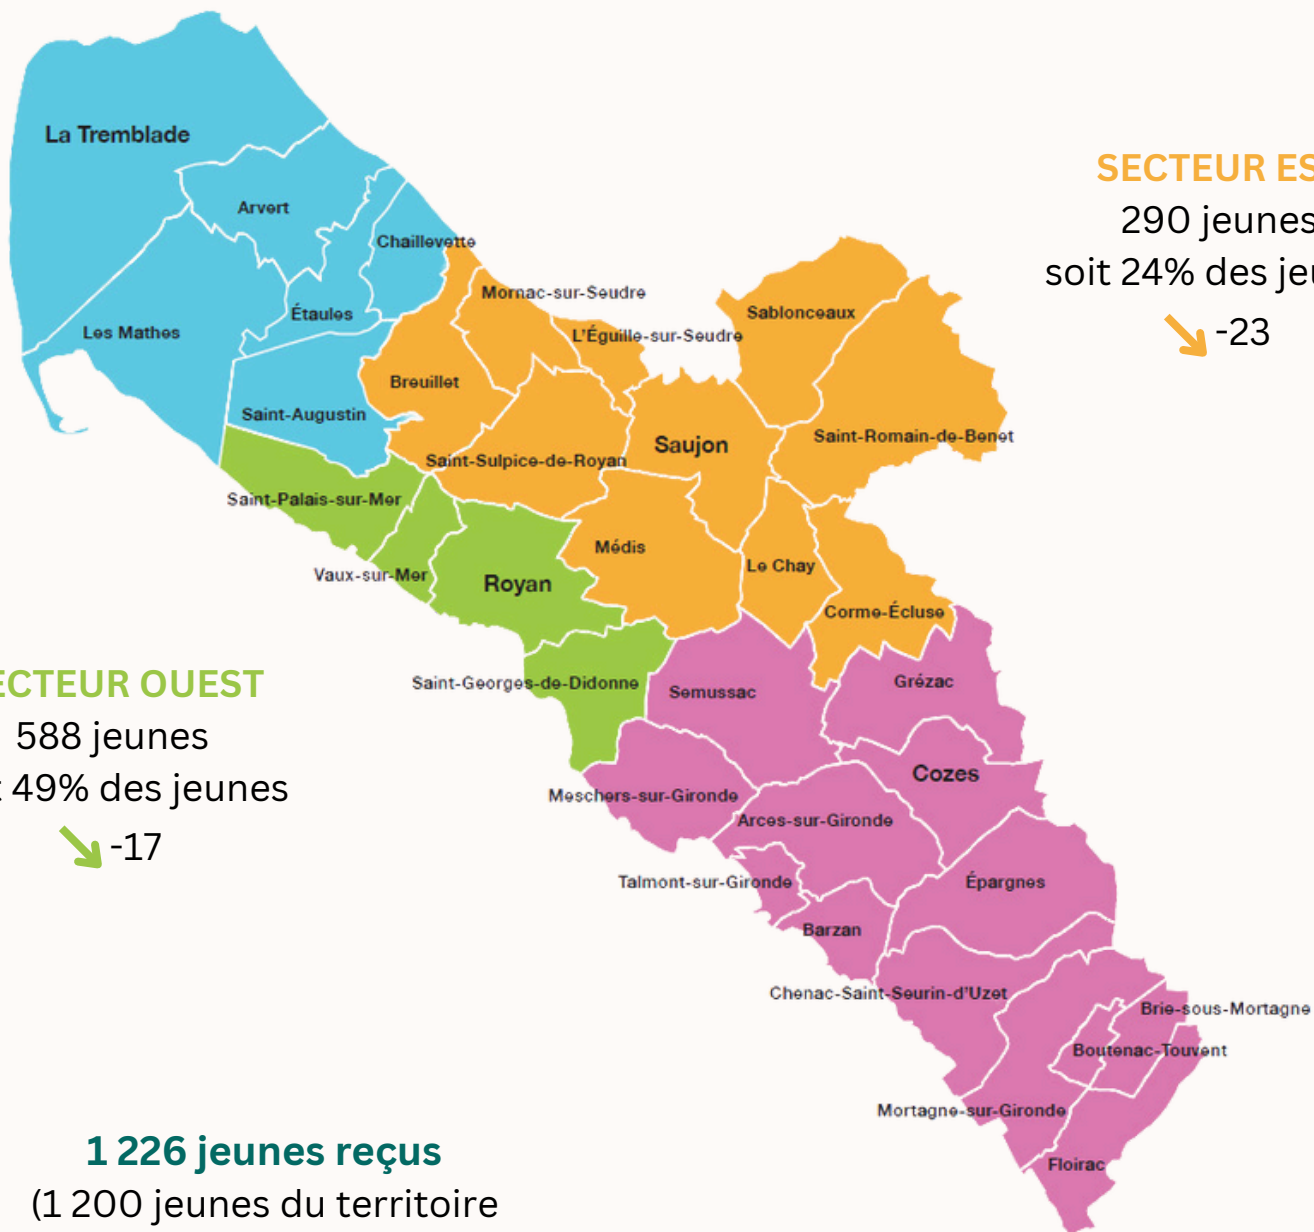 La Tremblade
Arvert
Chaillevette
Mornac-sur-Seudre
L'Éguille-sur-Seudre
Étaules
Les Mathes
Saint-Augustin
Breuillet
Sablonceaux
Saint-Sulpice-de-Royan
Saujon
Saint-Romain-de-Benet
SECTEUR ES
290 jeunes
soit 24% des jeu
-23
Saint-Palais-sur-Mer
Vaux-sur-Mer
Royan
Médis
Le Chay
Corme-Écluse
Saint-Georges-de-Didonne
ECTEUR OUEST
588 jeunes
t 49% des jeunes
-17
Semussac
Grézac
Cozes
Meschers-sur-Gironde
Arces-sur-Gironde
Talmont-sur-Gironde
Épargnes
Barzan
Chenac-Saint-Seurin-d'Uzet
Brie-sous-Mortagne
Boutenac-Touvent
Mortagne-sur-Gironde
Floirac
1 226 jeunes reçus
(1 200 jeunes du territoire